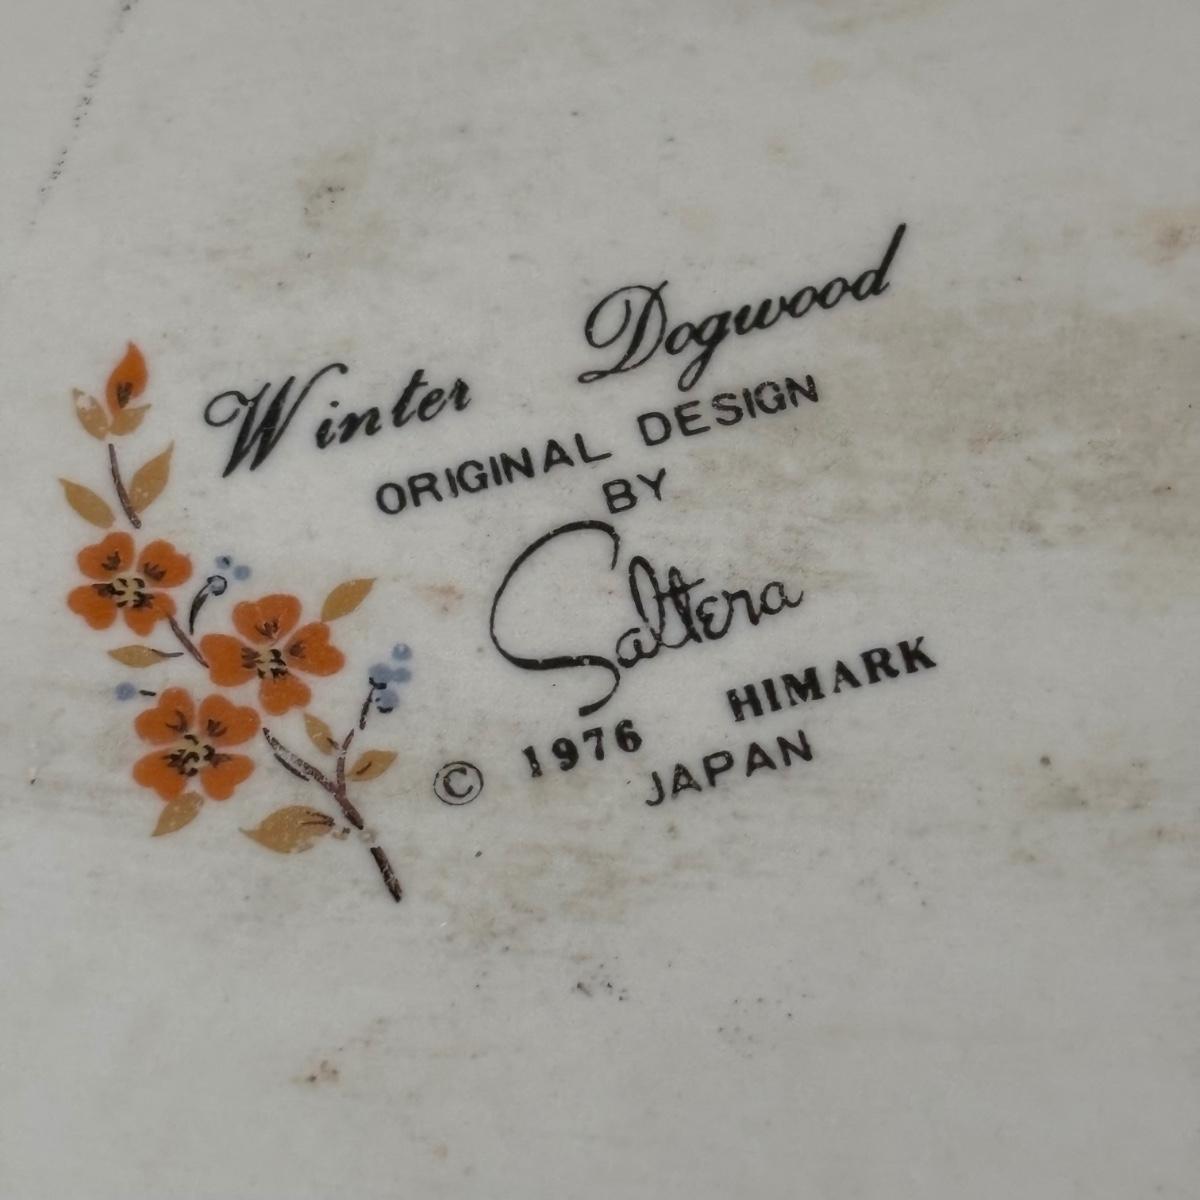 Winter Dogwood
ORIGINAL DESIGN
BY
Saltera
© 1976 HIMARK
JAPAN